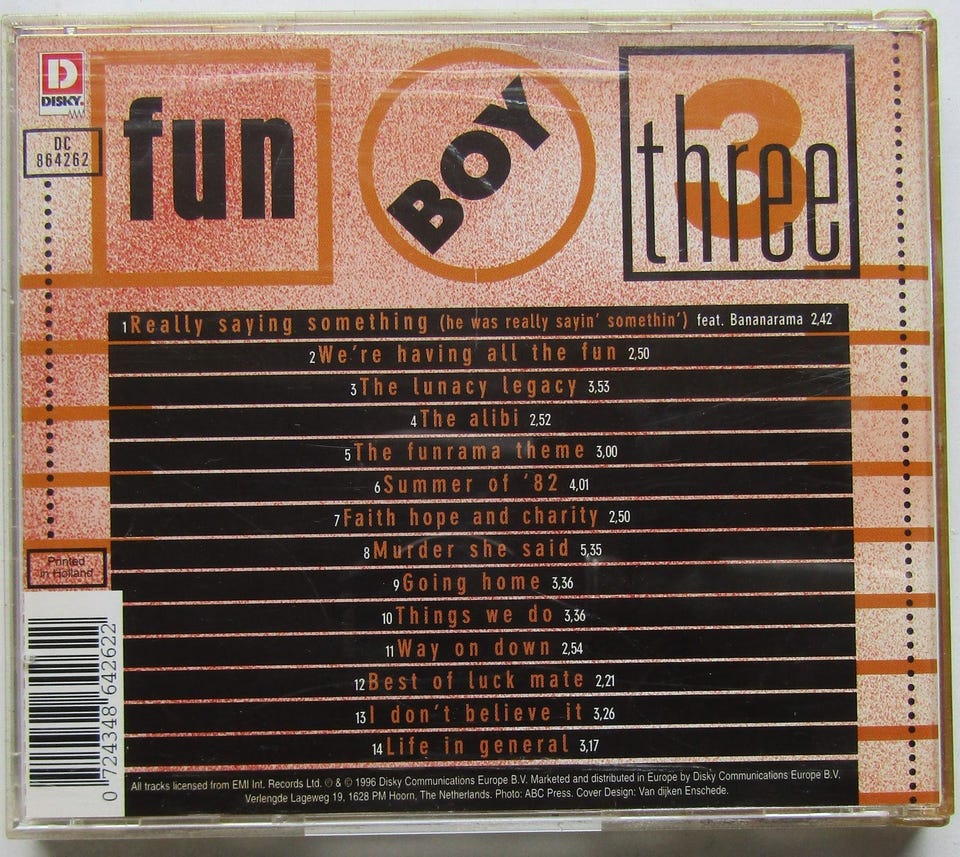 D
DISKY.
DC
864262
fun
BOY
3
three
1 Really saying something (he was really sayin' somethin') feat. Bananarama 2,42
2 We're having all the fun 2,50
3 The lunacy legacy 3,53
4 The alibi 2,52
5 The funrama theme 3,00
6 Summer of '82 4,01
7 Faith hope and charity 2,50
8 Murder she said 5,35
9 Going home 3,36
10 Things we do 3,36
11 Way on down 2,54
12 Best of luck mate 2,21
13 I don't believe it 3,26
14 Life in general 3,17
Printed
in Holland
0 724348 642622
All tracks licensed from EMI Int. Records Ltd. ℗ & © 1996 Disky Communications Europe B.V. Marketed and distributed in Europe by Disky Communications Europe B.V.
Verlengde Lageweg 19, 1628 PM Hoorn, The Netherlands. Photo: ABC Press. Cover Design: Van dijken Enschede.